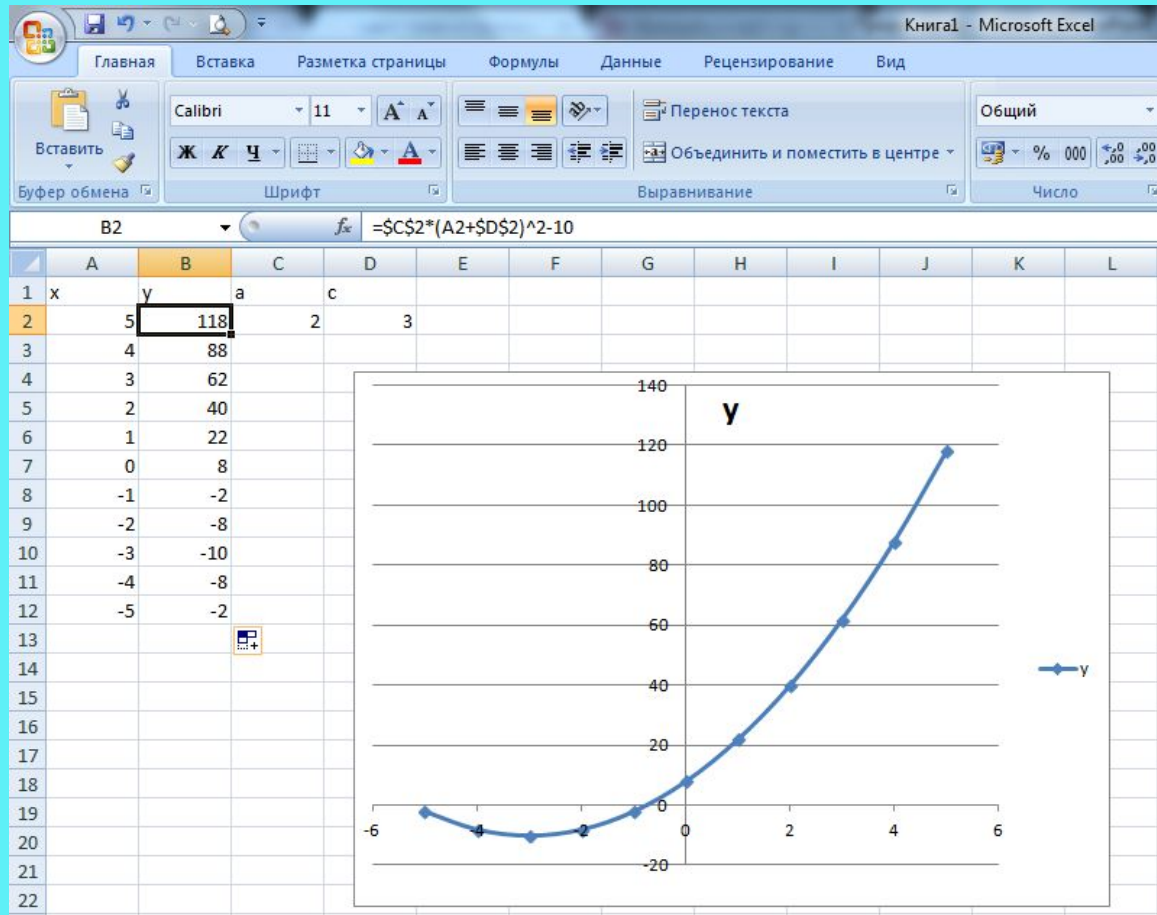 Книга1 - Microsoft Excel
Главная Вставка Разметка страницы Формулы Данные Рецензирование Вид
Calibri 11 А А Перенос текста Общий
Вставить Ж К Ч А Объединить и поместить в центре % 000 ,0 ,00 ,00 ,0
Буфер обмена Шрифт Выравнивание Число
B2 fx =$C$2*(A2+$D$2)^2-10
A B C D E F G H I J K L
1 x y a c
2 5 118 2 3
3 4 88
4 3 62
5 2 40
6 1 22
7 0 8
8 -1 -2
9 -2 -8
10 -3 -10
11 -4 -8
12 -5 -2
13
14
15
16
17
18
19
20
21
22
y
140
120
100
80
60
40
20
0
-20
-6 -4 -2 0 2 4 6
y